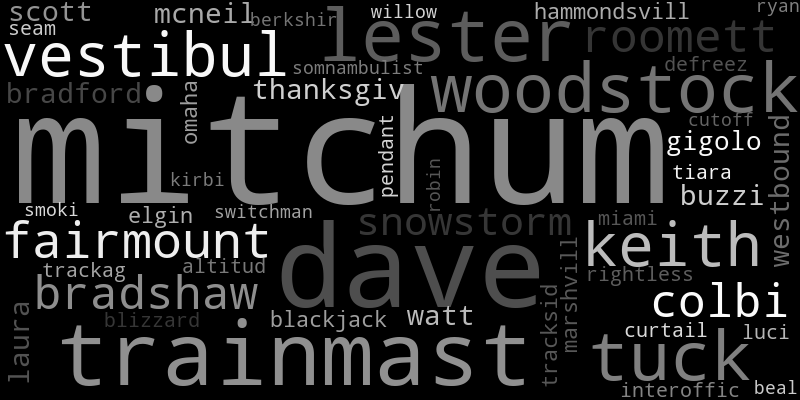 scott
mcneil
berkshir
willow
hammondsvill
ryan
seam
vestibul
lester
roomett
somnambulist
defreez
bradford
omaha
thanksgiv
woodstock
mitchum
pendant
cutoff
gigolo
westbound
kirbi
robin
tiara
buzzi
smoki
elgin
switchman
snowstorm
miami
fairmount
dave
keith
trackag
altitud
rightless
bradshaw
marshvill
colbi
laura
blizzard
blackjack
watt
tracksid
curtail
luci
trainmast
tuck
interoffic
beal